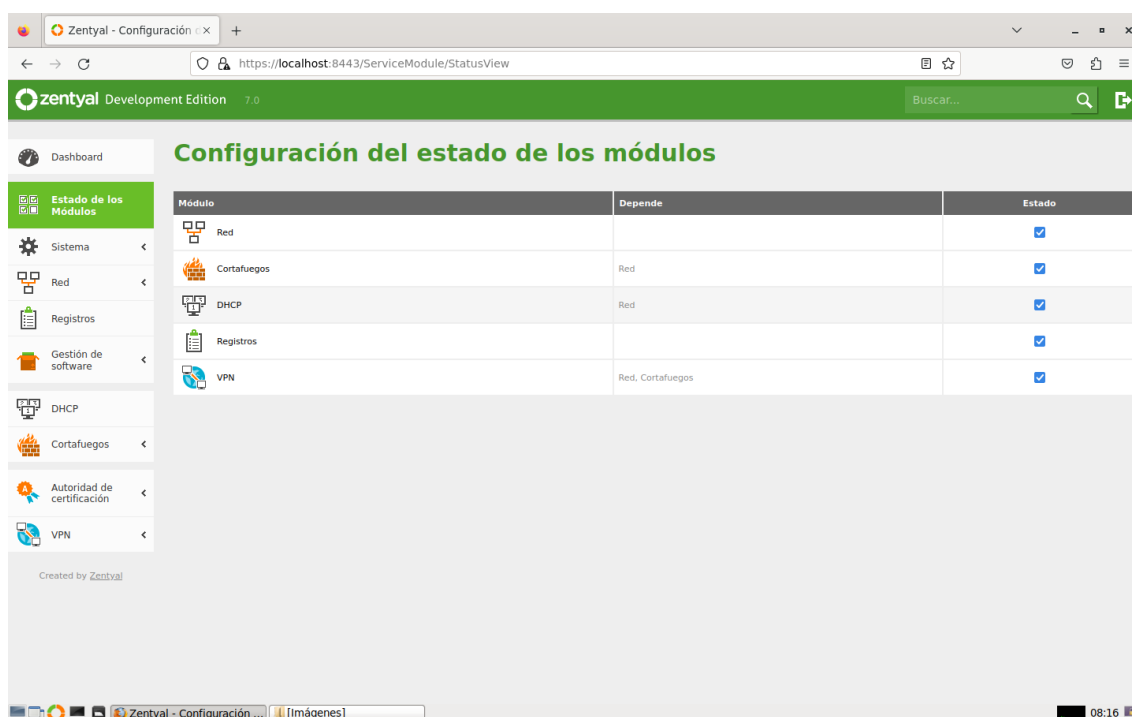 Zentyal - Configuración d
https://localhost:8443/ServiceModule/StatusView
zentyal Development Edition 7.0
Buscar...
Dashboard
Configuración del estado de los módulos
Estado de los
Módulos
Módulo Depende Estado
Red
Cortafuegos Red
DHCP Red
Registros
VPN Red, Cortafuegos
Sistema
Red
Registros
Gestión de
software
DHCP
Cortafuegos
Autoridad de
certificación
VPN
Created by Zentyal
Zentyal - Configuración ...
[Imágenes]
08:16